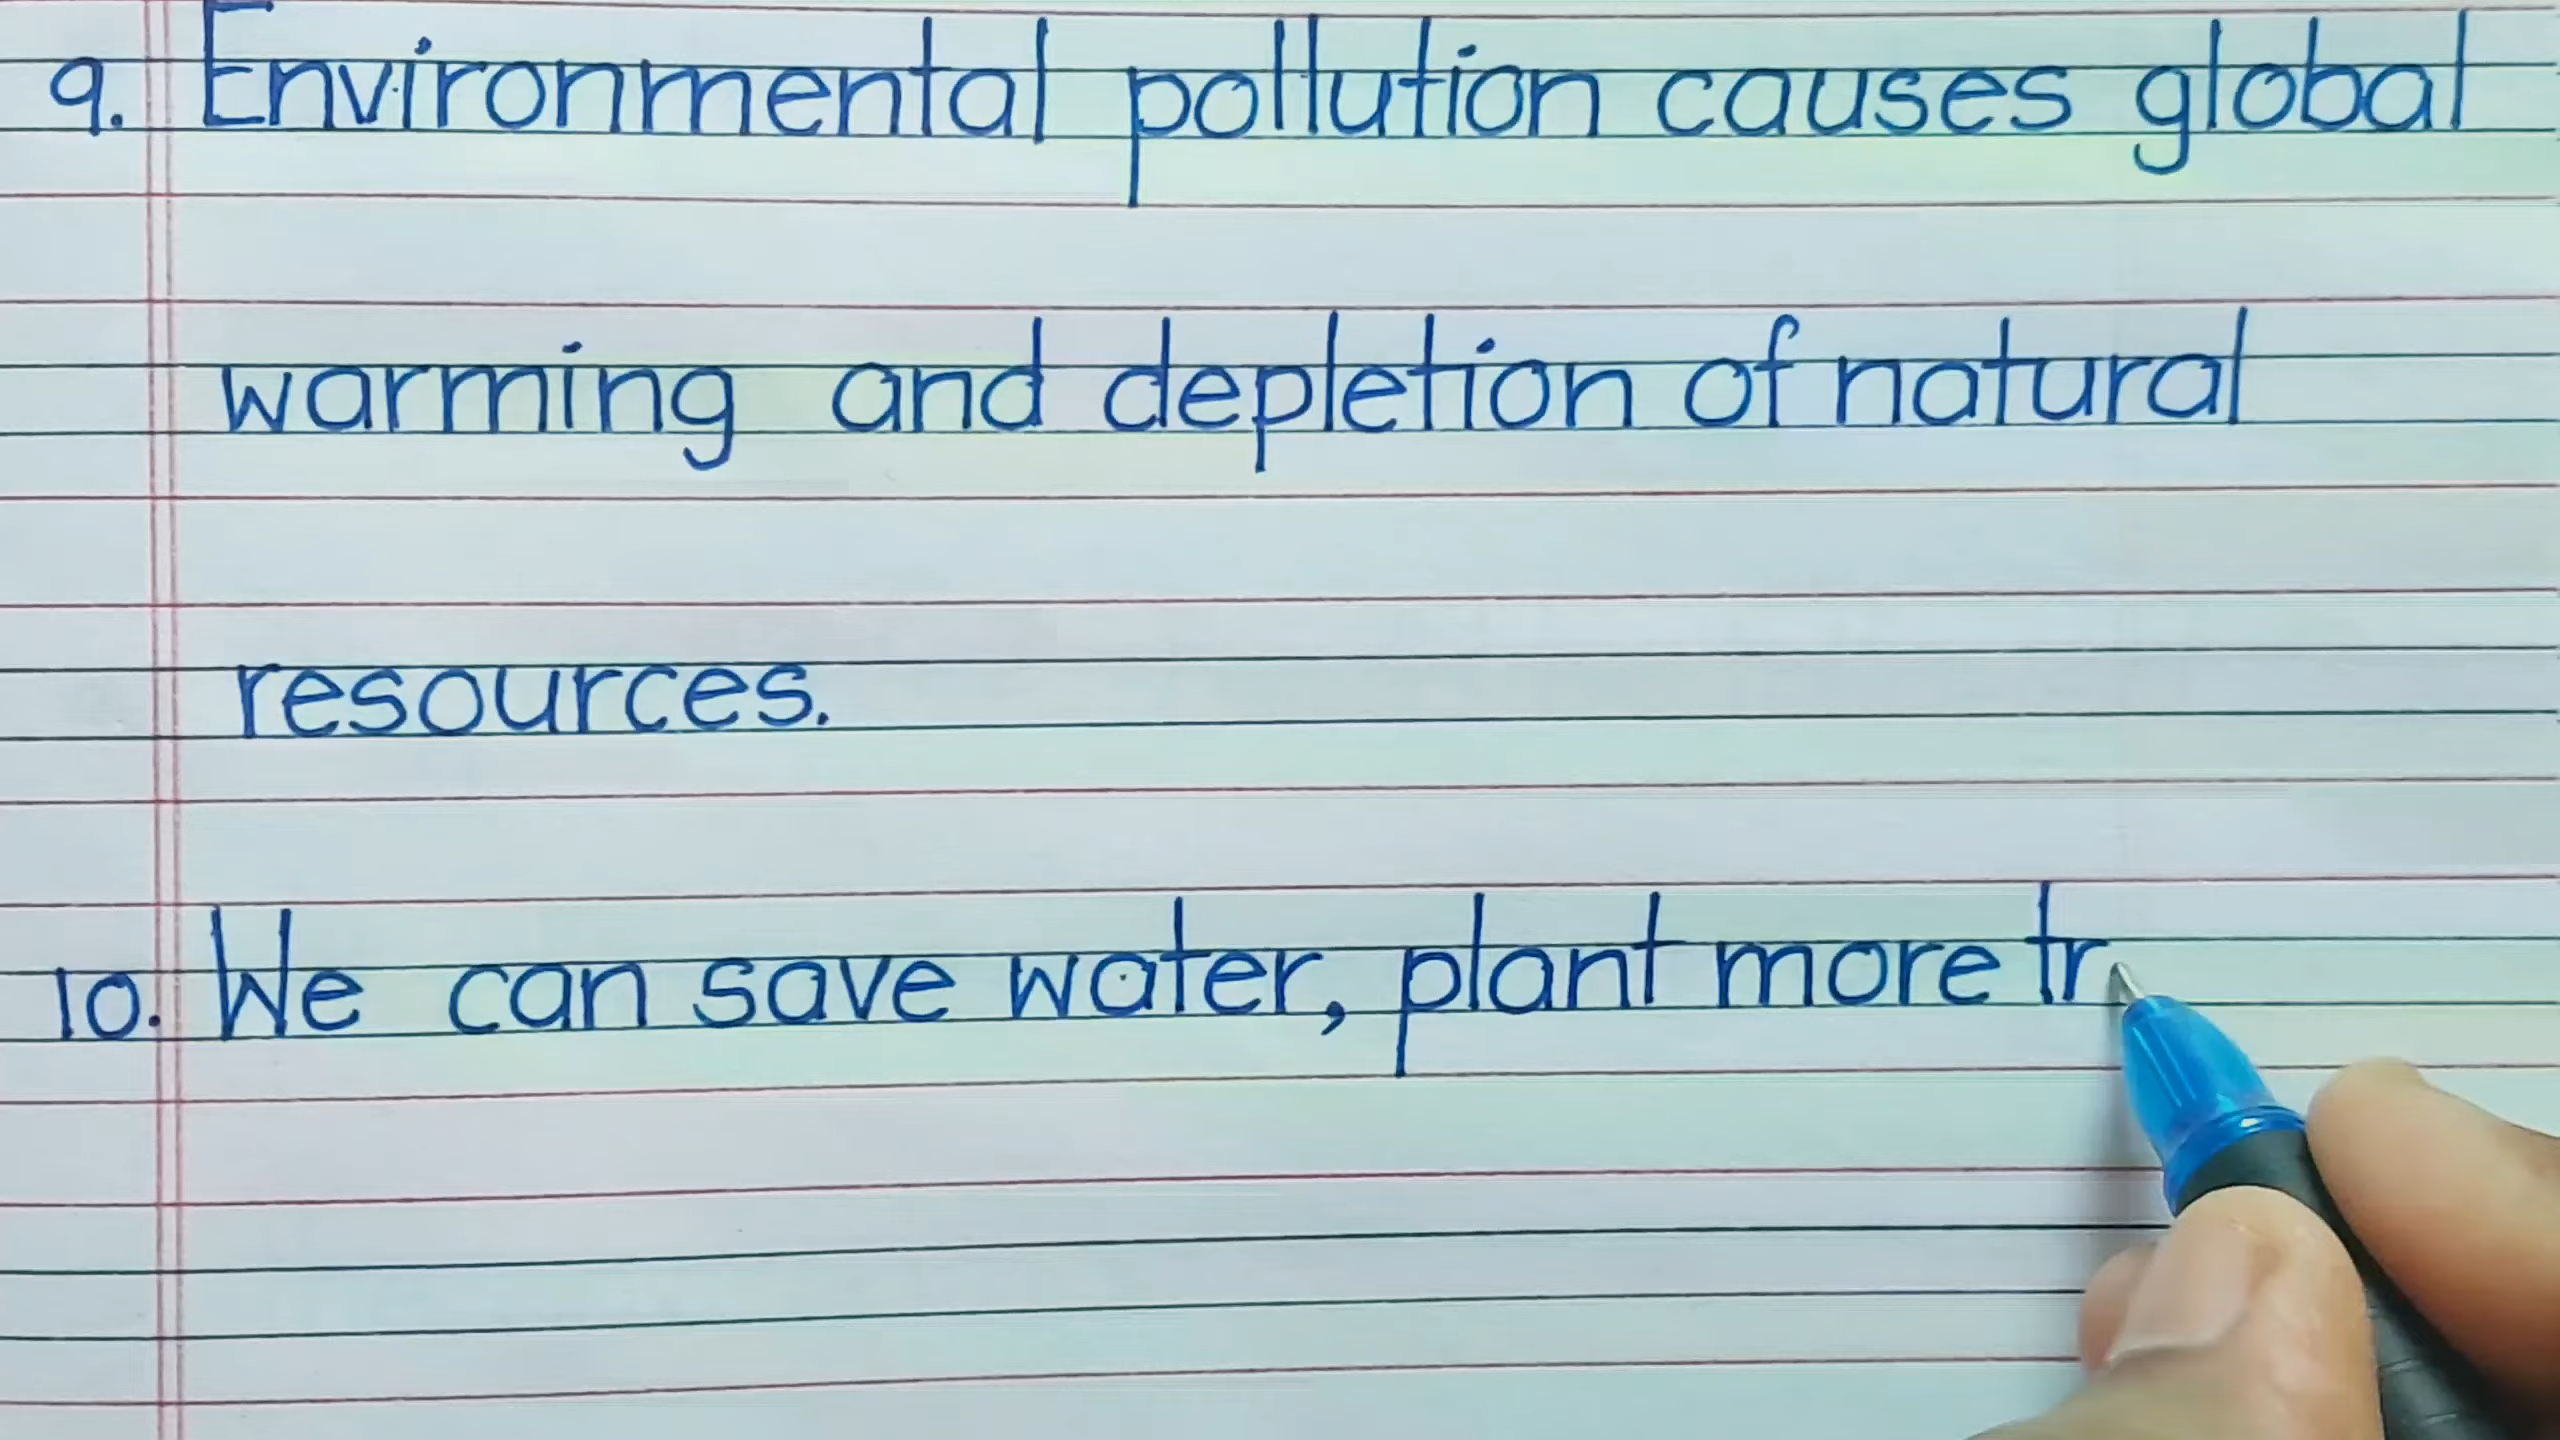 9. Environmental pollution causes global
warming and depletion of natural
resources.
10. We can save water, plant more tr